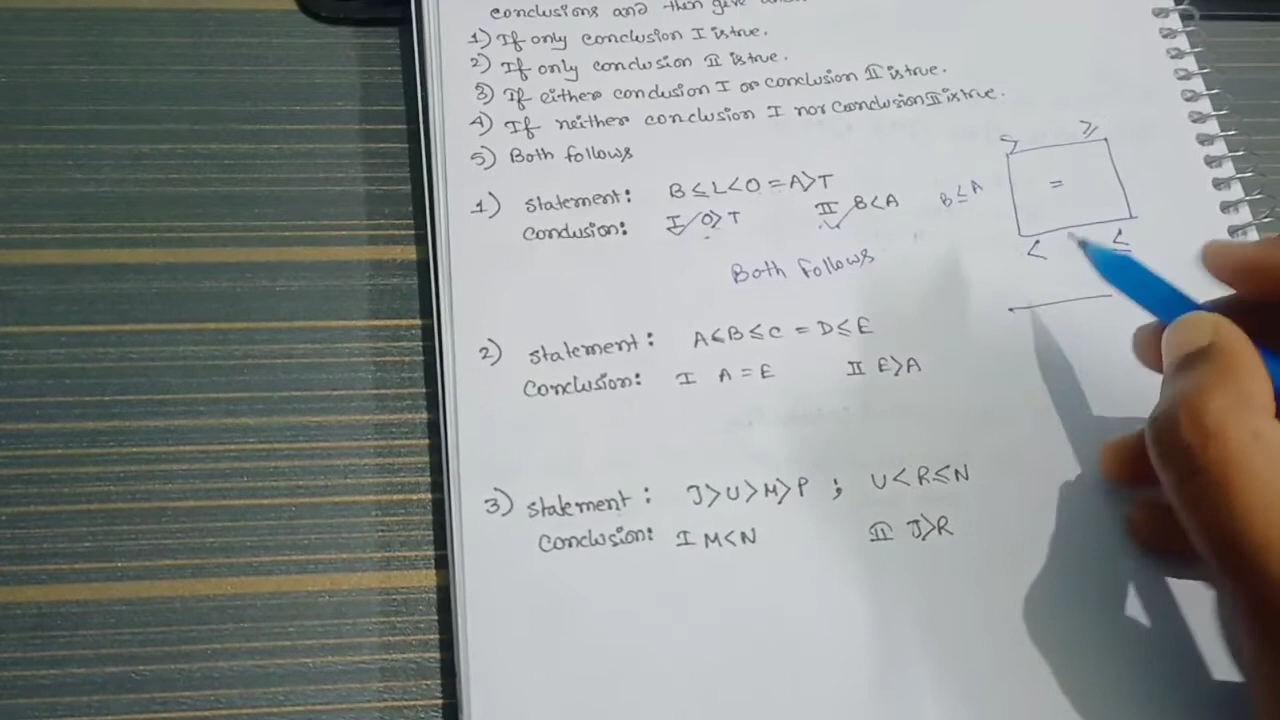 conclusions and then give
1) If only conclusion I is true.
2) If only conclusion II is true.
3) If either conclusion I or conclusion II is true.
4) If neither conclusion I nor conclusion II is true.
5) Both follows
1) Statement: B ≤ L < O = A > T
Conclusion: I O > T II B < A
B ≤ A
> ≥
=
< ≤
Both follows
2) Statement: A < B ≤ C = D ≤ E
Conclusion: I A = E II E > A
3) Statement: J > U > M > P ; U < R ≤ N
Conclusion: I M < N II J > R